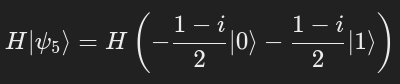 H|ψ₅⟩ = H ( − (1 − i)/2 |0⟩ − (1 − i)/2 |1⟩ )